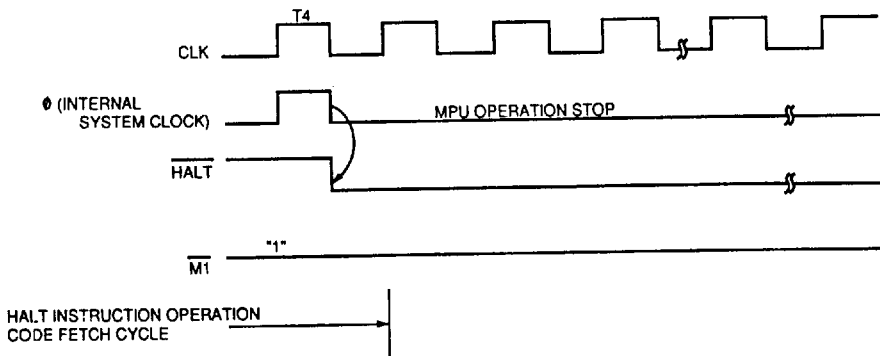 T4
CLK
Φ (INTERNAL
SYSTEM CLOCK)
MPU OPERATION STOP
HALT
"1"
M1
HALT INSTRUCTION OPERATION
CODE FETCH CYCLE